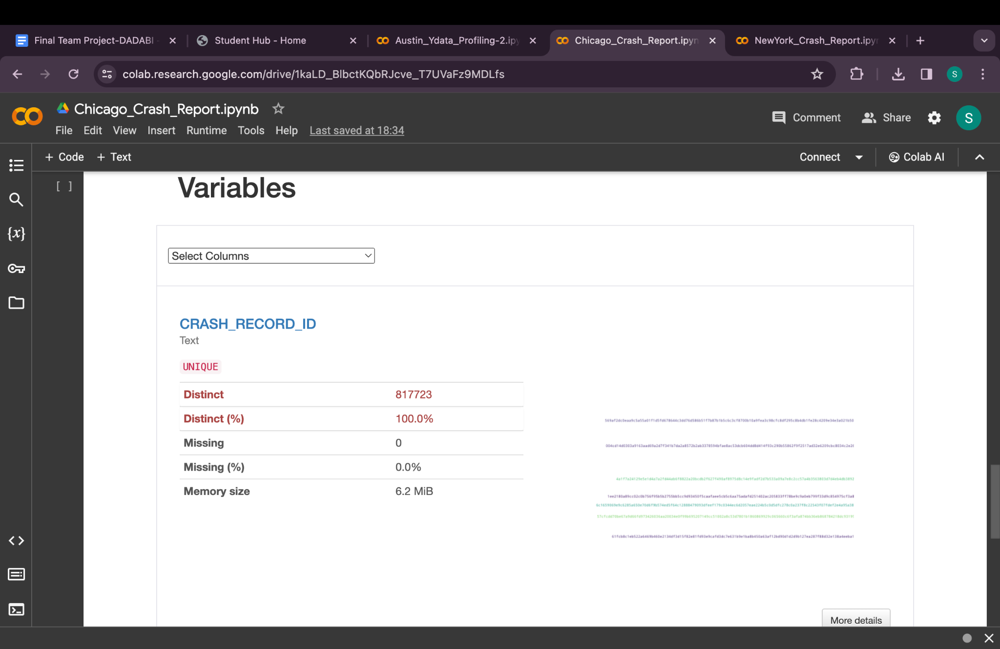 Final Team Project-DADABI
Student Hub - Home
Austin_Ydata_Profiling-2.ipy
Chicago_Crash_Report.ipyn
NewYork_Crash_Report.ipyn
colab.research.google.com/drive/1kaLD_BlbctKQbRJcve_T7UVaFz9MDLfs
S
Chicago_Crash_Report.ipynb
File Edit View Insert Runtime Tools Help Last saved at 18:34
Comment Share S
+ Code + Text
Connect Colab AI
[ ]
Variables
{x}
Select Columns
CRASH_RECORD_ID
Text
UNIQUE
Distinct 817723
Distinct (%) 100.0%
Missing 0
Missing (%) 0.0%
Memory size 6.2 MiB
More details